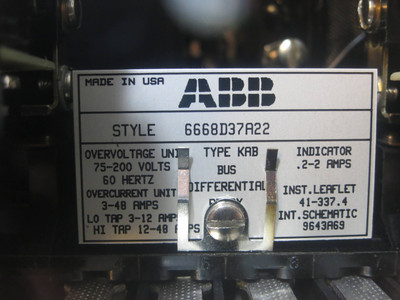 MADE IN USA
ABB
STYLE 6668D37A22
OVERVOLTAGE
75-200 VOLTS
60 HERTZ
OVERCURRENT UNIT
3-48 AMPS
LO TAP 3-12 AMPS
HI TAP 12-48 AMPS
TYPE KAB
BUS
DIFFERENTIAL
INDICATOR
.2-2 AMPS
INST.LEAFLET
41-337.4
INT.SCHEMATIC
9643A69